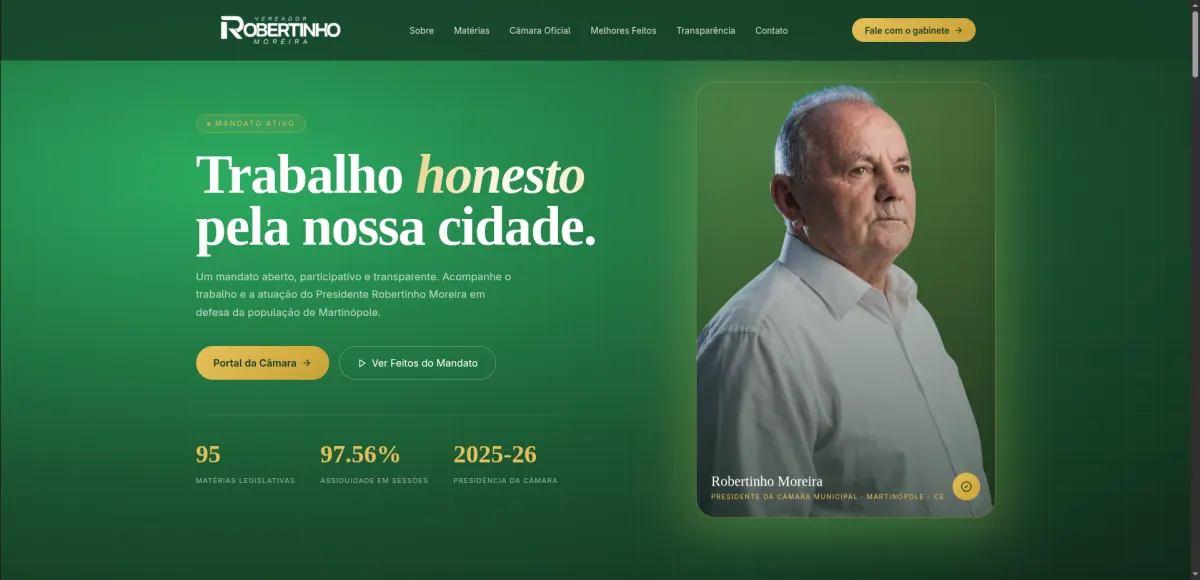 VEREADOR
ROBERTINHO
MOREIRA
Sobre
Matérias
Câmara Oficial
Melhores Feitos
Transparência
Contato
Fale com o gabinete →
MANDATO ATIVO
Trabalho honesto
pela nossa cidade.
Um mandato aberto, participativo e transparente. Acompanhe o
trabalho e a atuação do Presidente Robertinho Moreira em
defesa da população de Martinópole.
Portal da Câmara →
Ver Feitos do Mandato
95
MATÉRIAS LEGISLATIVAS
97.56%
ASSIDUIDADE EM SESSÕES
2025-26
PRESIDÊNCIA DA CÂMARA
Robertinho Moreira
PRESIDENTE DA CÂMARA MUNICIPAL · MARTINÓPOLE · CE